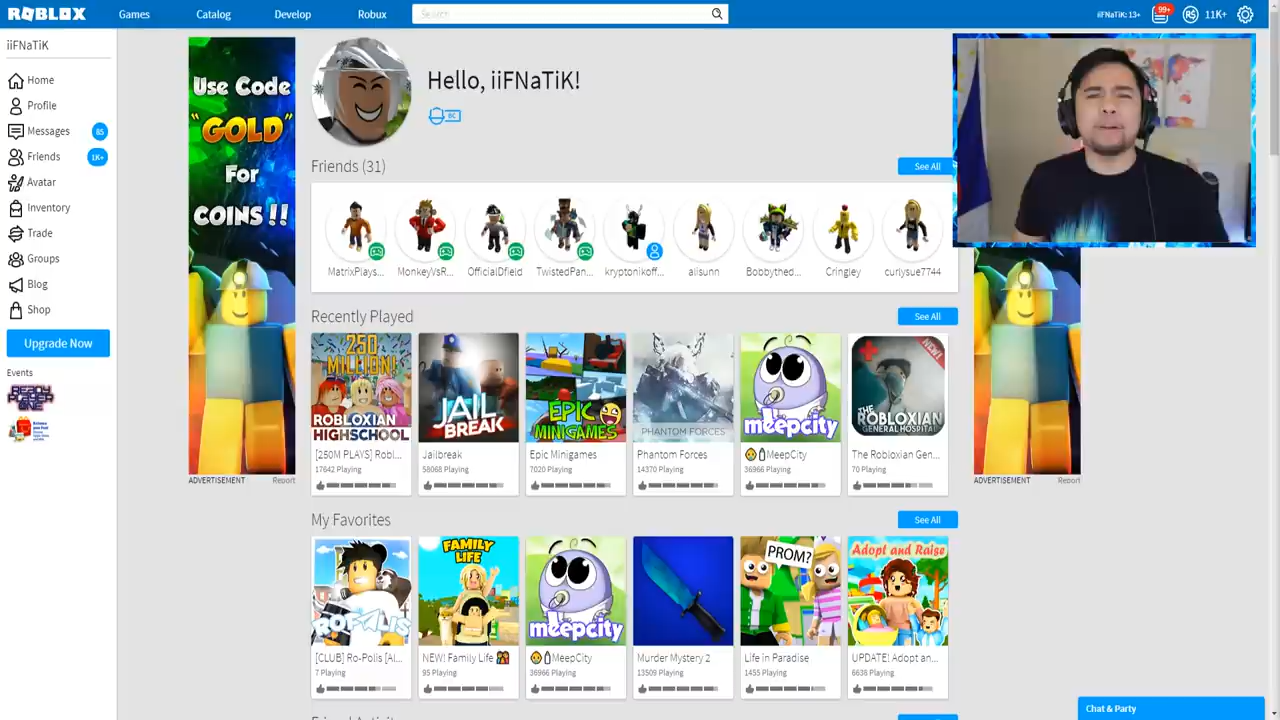 ROBLOX
Games
Catalog
Develop
Robux
Search
iiFNaTiK: 13+
99+
R$
11K+
iiFNaTiK
Home
Profile
Messages
85
Friends
1K+
Avatar
Inventory
Trade
Groups
Blog
Shop
Upgrade Now
Events
READY
PLAYER
ONE
Use Code
"GOLD"
For
COINS !!
ADVERTISEMENT
Report
Hello, iiFNaTiK!
BC
Friends (31)
See All
MatrixPlays...
MonkeyVsR...
OfficialDfield
TwistedPan...
kryptonikoff...
alisunn
Bobbythed...
Cringley
curlysue7744
Recently Played
See All
250
MILLION!
ROBLOXIAN
HIGHSCHOOL
JAIL
BREAK
EPIC
MINIGAMES
PHANTOM FORCES
meepcity
NEW!
THE
ROBLOXIAN
GENERAL HOSPITAL
[250M PLAYS] Robl...
17642 Playing
Jailbreak
58068 Playing
Epic Minigames
7020 Playing
Phantom Forces
14370 Playing
MeepCity
36966 Playing
The Robloxian Gen...
70 Playing
ADVERTISEMENT
Report
My Favorites
See All
ROPOLIS
FAMILY
LIFE
meepcity
PROM?
Adopt and Raise
[CLUB] Ro-Polis [Al...
7 Playing
NEW! Family Life
95 Playing
MeepCity
36966 Playing
Murder Mystery 2
13509 Playing
Life in Paradise
1455 Playing
UPDATE! Adopt an...
6638 Playing
Chat & Party